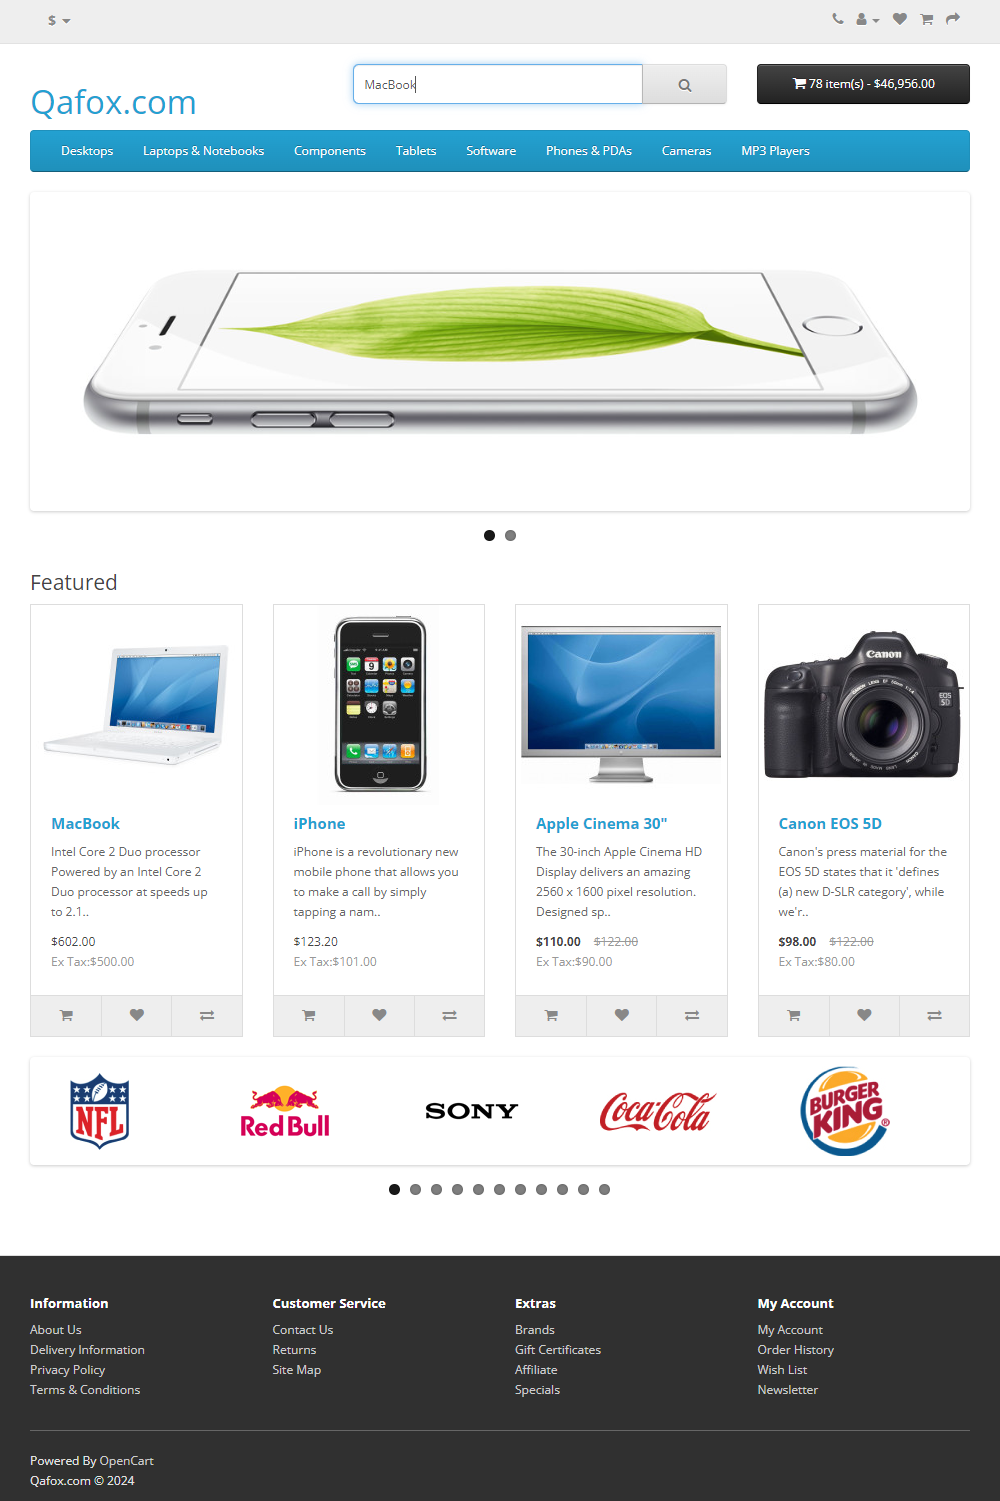 $
MacBook
78 item(s) - $46,956.00
Qafox.com
Desktops Laptops & Notebooks Components Tablets Software Phones & PDAs Cameras MP3 Players
Featured
Canon
EOS
5D
MacBook
Intel Core 2 Duo processor
Powered by an Intel Core 2
Duo processor at speeds up
to 2.1..
$602.00
Ex Tax:$500.00
iPhone
iPhone is a revolutionary new
mobile phone that allows you
to make a call by simply
tapping a nam..
$123.20
Ex Tax:$101.00
Apple Cinema 30"
The 30-inch Apple Cinema HD
Display delivers an amazing
2560 x 1600 pixel resolution.
Designed sp..
$110.00 $122.00
Ex Tax:$90.00
Canon EOS 5D
Canon's press material for the
EOS 5D states that it 'defines
(a) new D-SLR category', while
we'r..
$98.00 $122.00
Ex Tax:$80.00
NFL
Red Bull
SONY
Coca-Cola
BURGER
KING
Information
About Us
Delivery Information
Privacy Policy
Terms & Conditions
Customer Service
Contact Us
Returns
Site Map
Extras
Brands
Gift Certificates
Affiliate
Specials
My Account
My Account
Order History
Wish List
Newsletter
Powered By OpenCart
Qafox.com © 2024